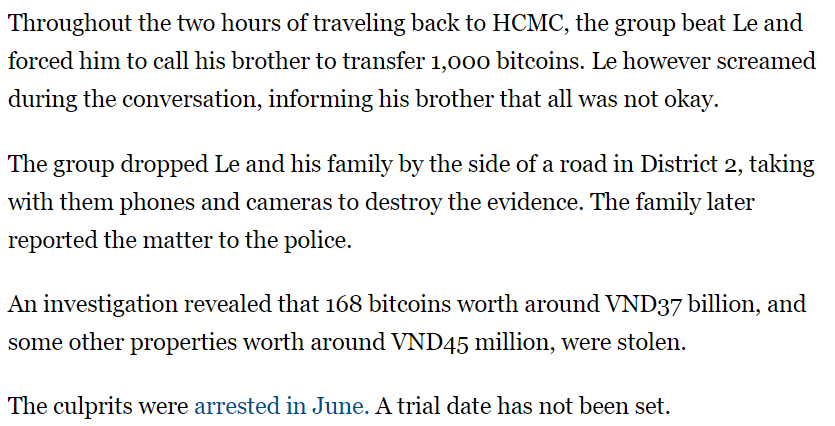 Throughout the two hours of traveling back to HCMC, the group beat Le and
forced him to call his brother to transfer 1,000 bitcoins. Le however screamed
during the conversation, informing his brother that all was not okay.
The group dropped Le and his family by the side of a road in District 2, taking
with them phones and cameras to destroy the evidence. The family later
reported the matter to the police.
An investigation revealed that 168 bitcoins worth around VND37 billion, and
some other properties worth around VND45 million, were stolen.
The culprits were arrested in June. A trial date has not been set.